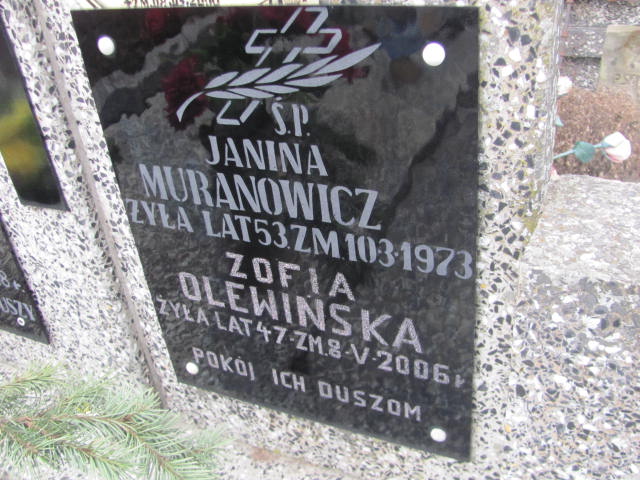 Ś.P.
JANINA
MURANOWICZ
ŻYŁA LAT 53. ZM. 10 3·1973
ZOFIA
OLEWIŃSKA
ŻYŁA LAT 47·ZM.8-V-2006r
POKÓJ ICH DUSZOM